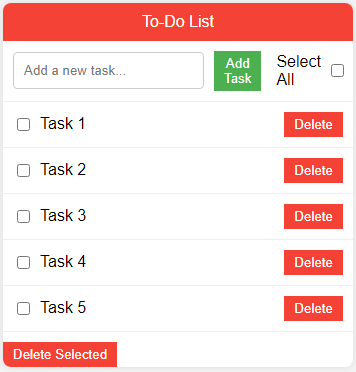 To-Do List
Add a new task...
Add
Task
Select
All
Task 1
Delete
Task 2
Delete
Task 3
Delete
Task 4
Delete
Task 5
Delete
Delete Selected